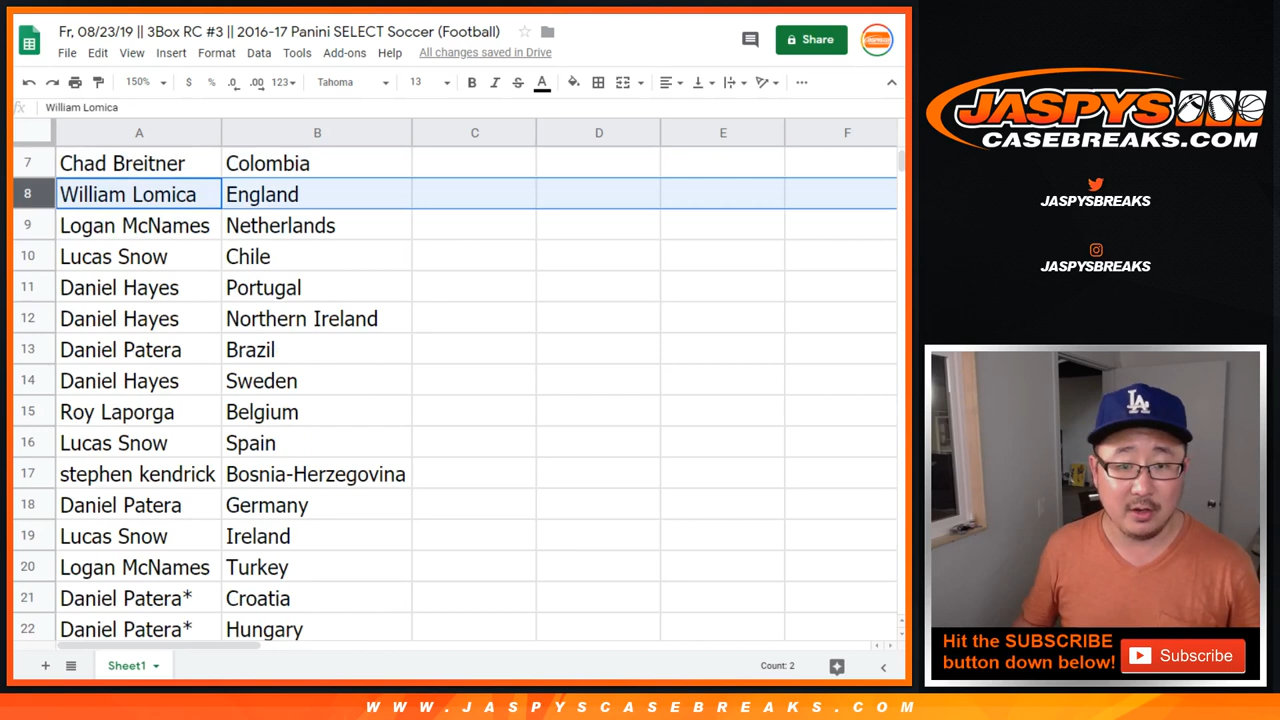 Fr, 08/23/19 || 3Box RC #3 || 2016-17 Panini SELECT Soccer (Football)
File Edit View Insert Format Data Tools Add-ons Help All changes saved in Drive
Share
150% $ % .0 .00 123 Tahoma 13 B I S A
fx William Lomica
A B C D E F
7 Chad Breitner Colombia
8 William Lomica England
9 Logan McNames Netherlands
10 Lucas Snow Chile
11 Daniel Hayes Portugal
12 Daniel Hayes Northern Ireland
13 Daniel Patera Brazil
14 Daniel Hayes Sweden
15 Roy Laporga Belgium
16 Lucas Snow Spain
17 stephen kendrick Bosnia-Herzegovina
18 Daniel Patera Germany
19 Lucas Snow Ireland
20 Logan McNames Turkey
21 Daniel Patera* Croatia
22 Daniel Patera* Hungary
Sheet1
Count: 2
JASPYS
CASEBREAKS.COM
JASPYSBREAKS
JASPYSBREAKS
LA
Hit the SUBSCRIBE
button down below!
Subscribe
WWW.JASPYSCASEBREAKS.COM